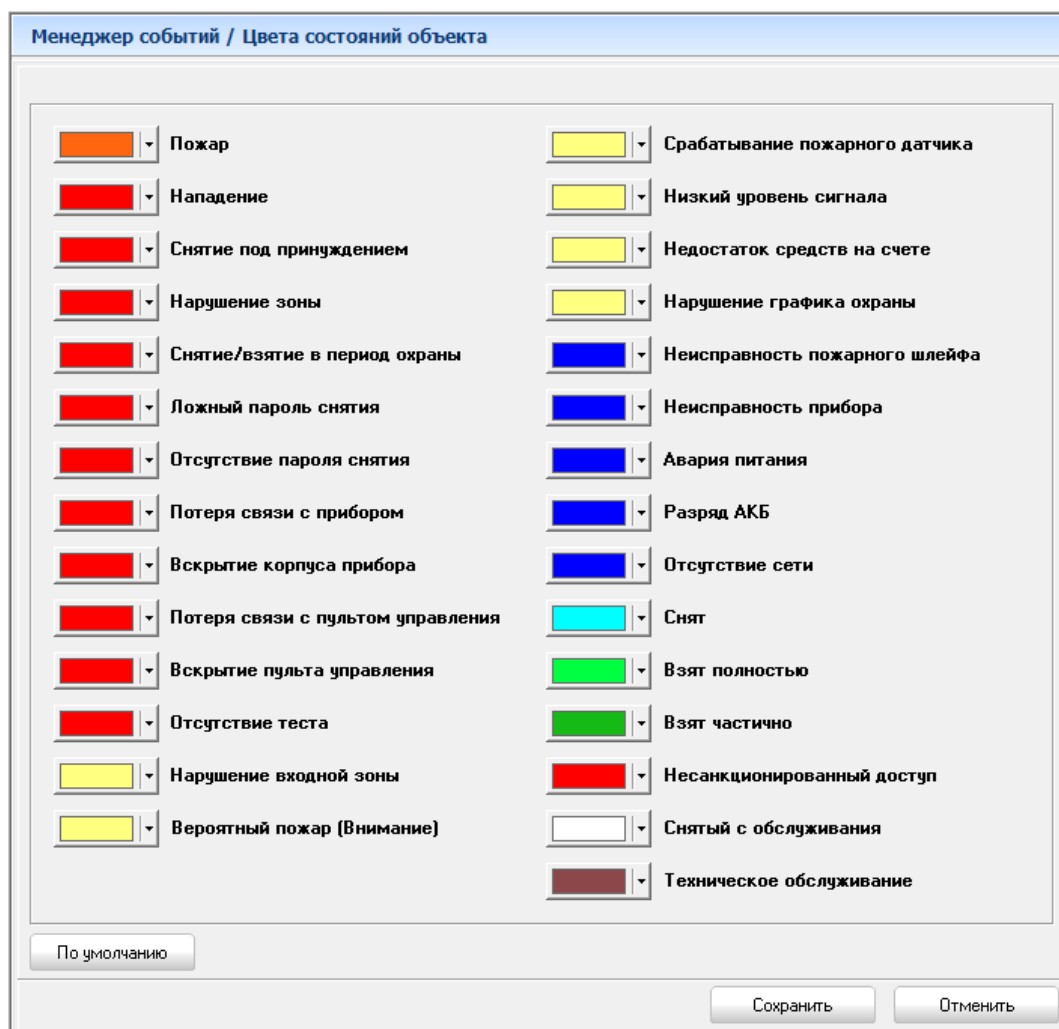 Менеджер событий / Цвета состояний объекта
Пожар
Нападение
Снятие под принуждением
Нарушение зоны
Снятие/взятие в период охраны
Ложный пароль снятия
Отсутствие пароля снятия
Потеря связи с прибором
Вскрытие корпуса прибора
Потеря связи с пультом управления
Вскрытие пульта управления
Отсутствие теста
Нарушение входной зоны
Вероятный пожар (Внимание)
Срабатывание пожарного датчика
Низкий уровень сигнала
Недостаток средств на счете
Нарушение графика охраны
Неисправность пожарного шлейфа
Неисправность прибора
Авария питания
Разряд АКБ
Отсутствие сети
Снят
Взят полностью
Взят частично
Несанкционированный доступ
Снятый с обслуживания
Техническое обслуживание
По умолчанию
Сохранить
Отменить